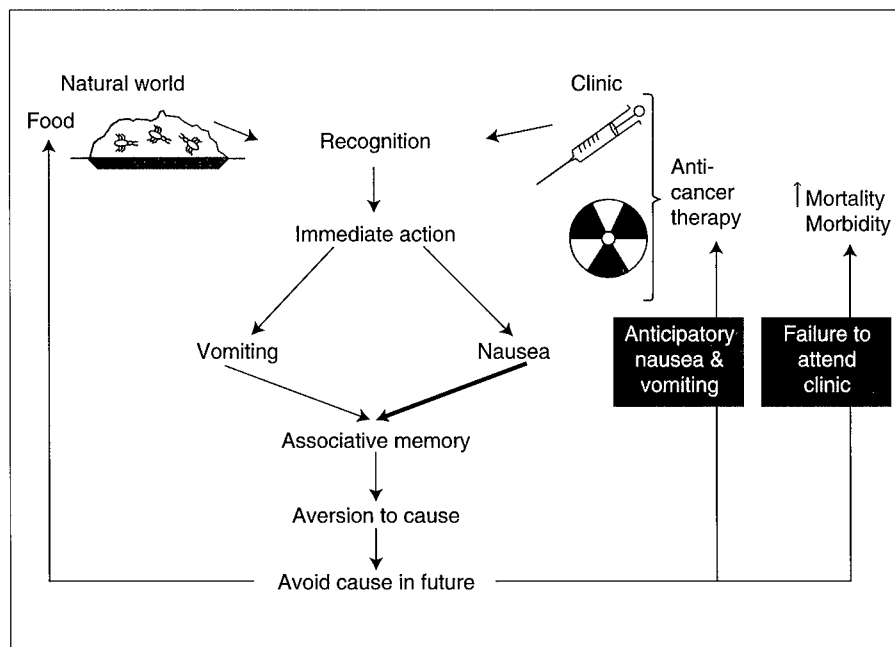 Natural world
Food
Clinic
Recognition
Anti-
cancer
therapy
↑ Mortality
Morbidity
Immediate action
Vomiting
Nausea
Anticipatory
nausea &
vomiting
Failure to
attend
clinic
Associative memory
Aversion to cause
Avoid cause in future